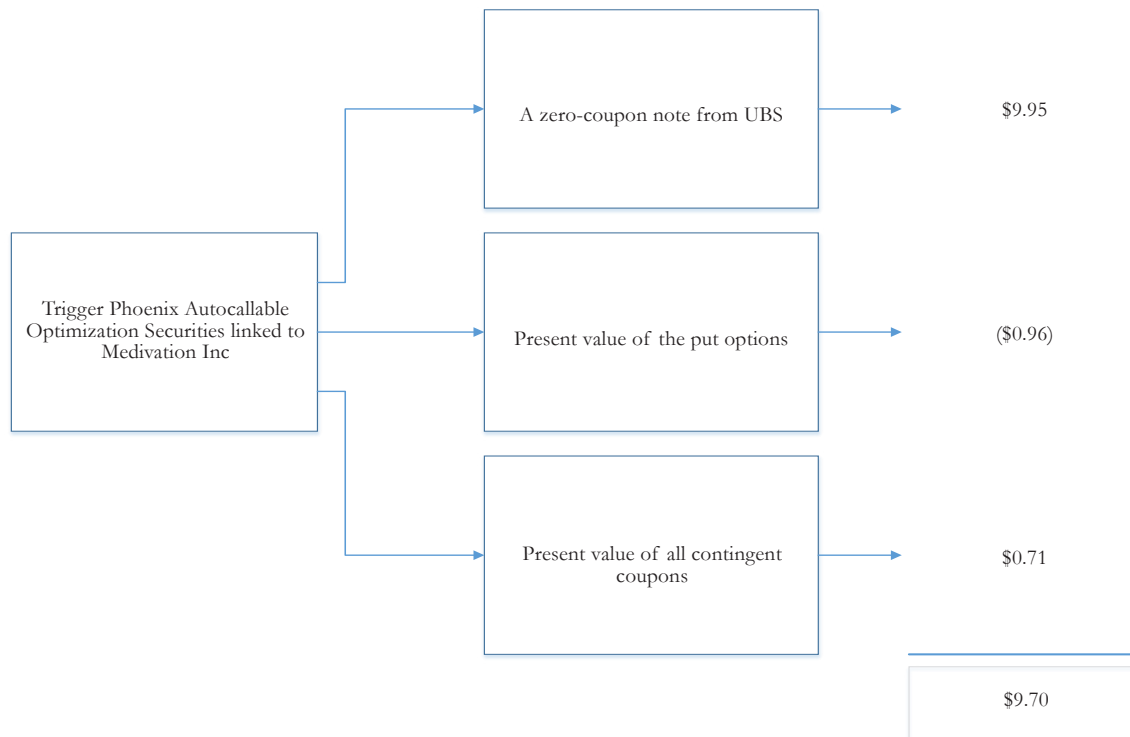 A zero-coupon note from UBS
$9.95
Trigger Phoenix Autocallable
Optimization Securities linked to
Medivation Inc
Present value of the put options
($0.96)
Present value of all contingent
coupons
$0.71
$9.70